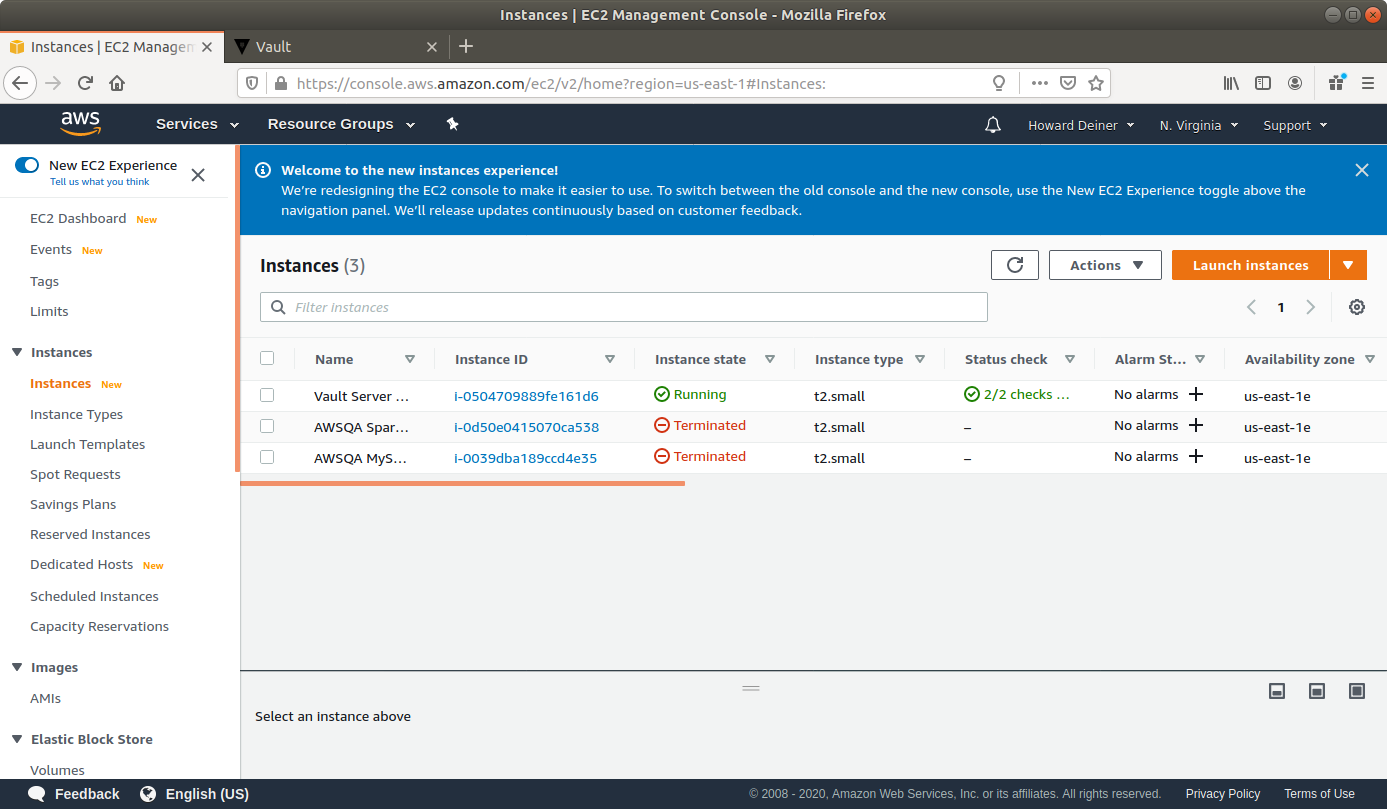 Instances | EC2 Management Console - Mozilla Firefox
Instances | EC2 Managemen
Vault
https://console.aws.amazon.com/ec2/v2/home?region=us-east-1#Instances:
aws
Services
Resource Groups
Howard Deiner
N. Virginia
Support
New EC2 Experience
Tell us what you think
EC2 Dashboard New
Events New
Tags
Limits
Instances
Instances New
Instance Types
Launch Templates
Spot Requests
Savings Plans
Reserved Instances
Dedicated Hosts New
Scheduled Instances
Capacity Reservations
Images
AMIs
Elastic Block Store
Volumes
Welcome to the new instances experience!
We're redesigning the EC2 console to make it easier to use. To switch between the old console and the new console, use the New EC2 Experience toggle above the
navigation panel. We'll release updates continuously based on customer feedback.
Instances (3)
Actions
Launch instances
Filter instances
1
Name Instance ID Instance state Instance type Status check Alarm St... Availability zone
Vault Server ... i-0504709889fe161d6 Running t2.small 2/2 checks ... No alarms + us-east-1e
AWSQA Spar... i-0d50e0415070ca538 Terminated t2.small – No alarms + us-east-1e
AWSQA MyS... i-0039dba189ccd4e35 Terminated t2.small – No alarms + us-east-1e
Select an instance above
Feedback
English (US)
© 2008 - 2020, Amazon Web Services, Inc. or its affiliates. All rights reserved.
Privacy Policy
Terms of Use